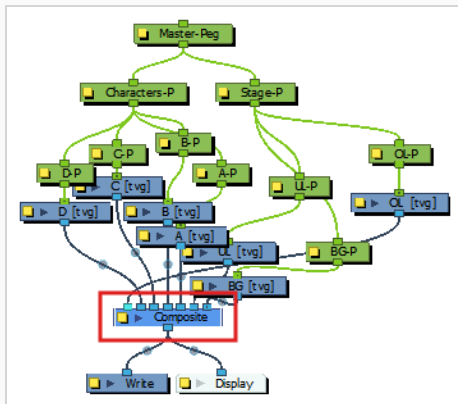 Master-Peg
Characters-P
Stage-P
B-P
C-P
OL-P
D-P
A-P
UL-P
C [tvg]
OL [tvg]
D [tvg]
B [tvg]
A [tvg]
UL [tvg]
BG-P
BG [tvg]
Composite
Write
Display